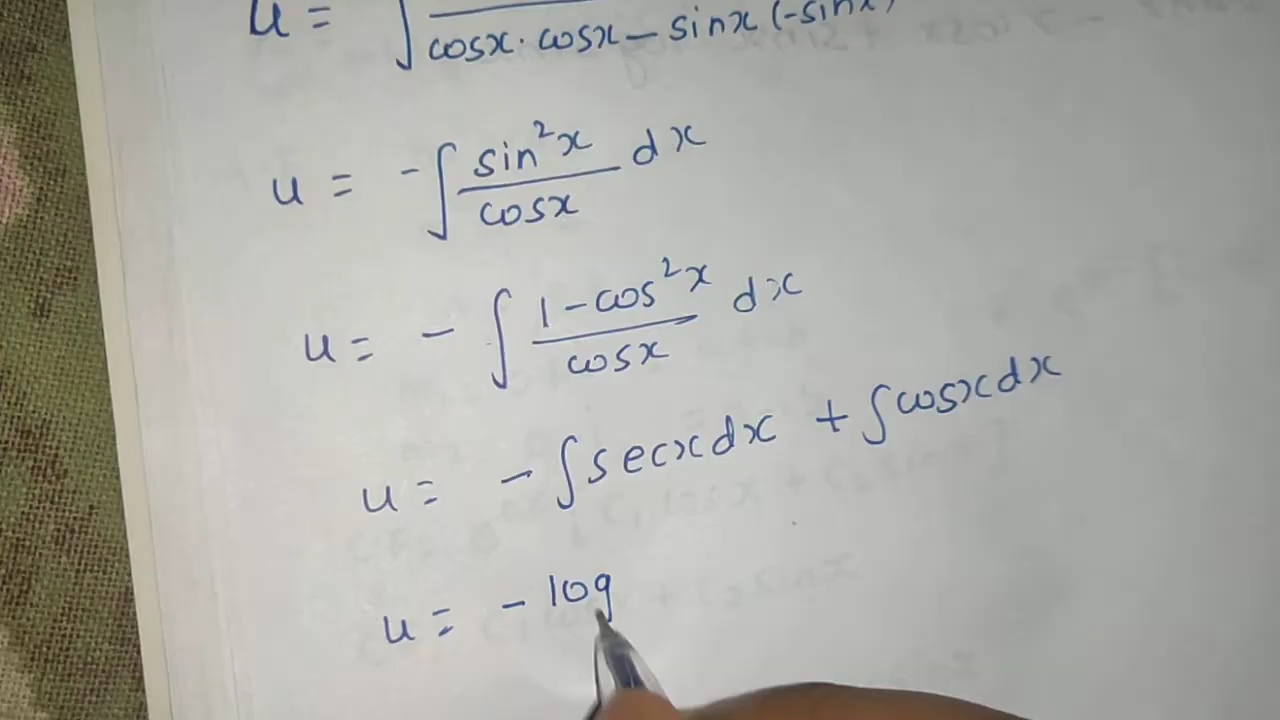 u = ∫ / cosx · cosx – sinx (-sinx)
u = -∫ sin²x / cosx dx
u = - ∫ 1 - cos²x / cosx dx
u = - ∫ secx dx + ∫ cosx dx
u = - log